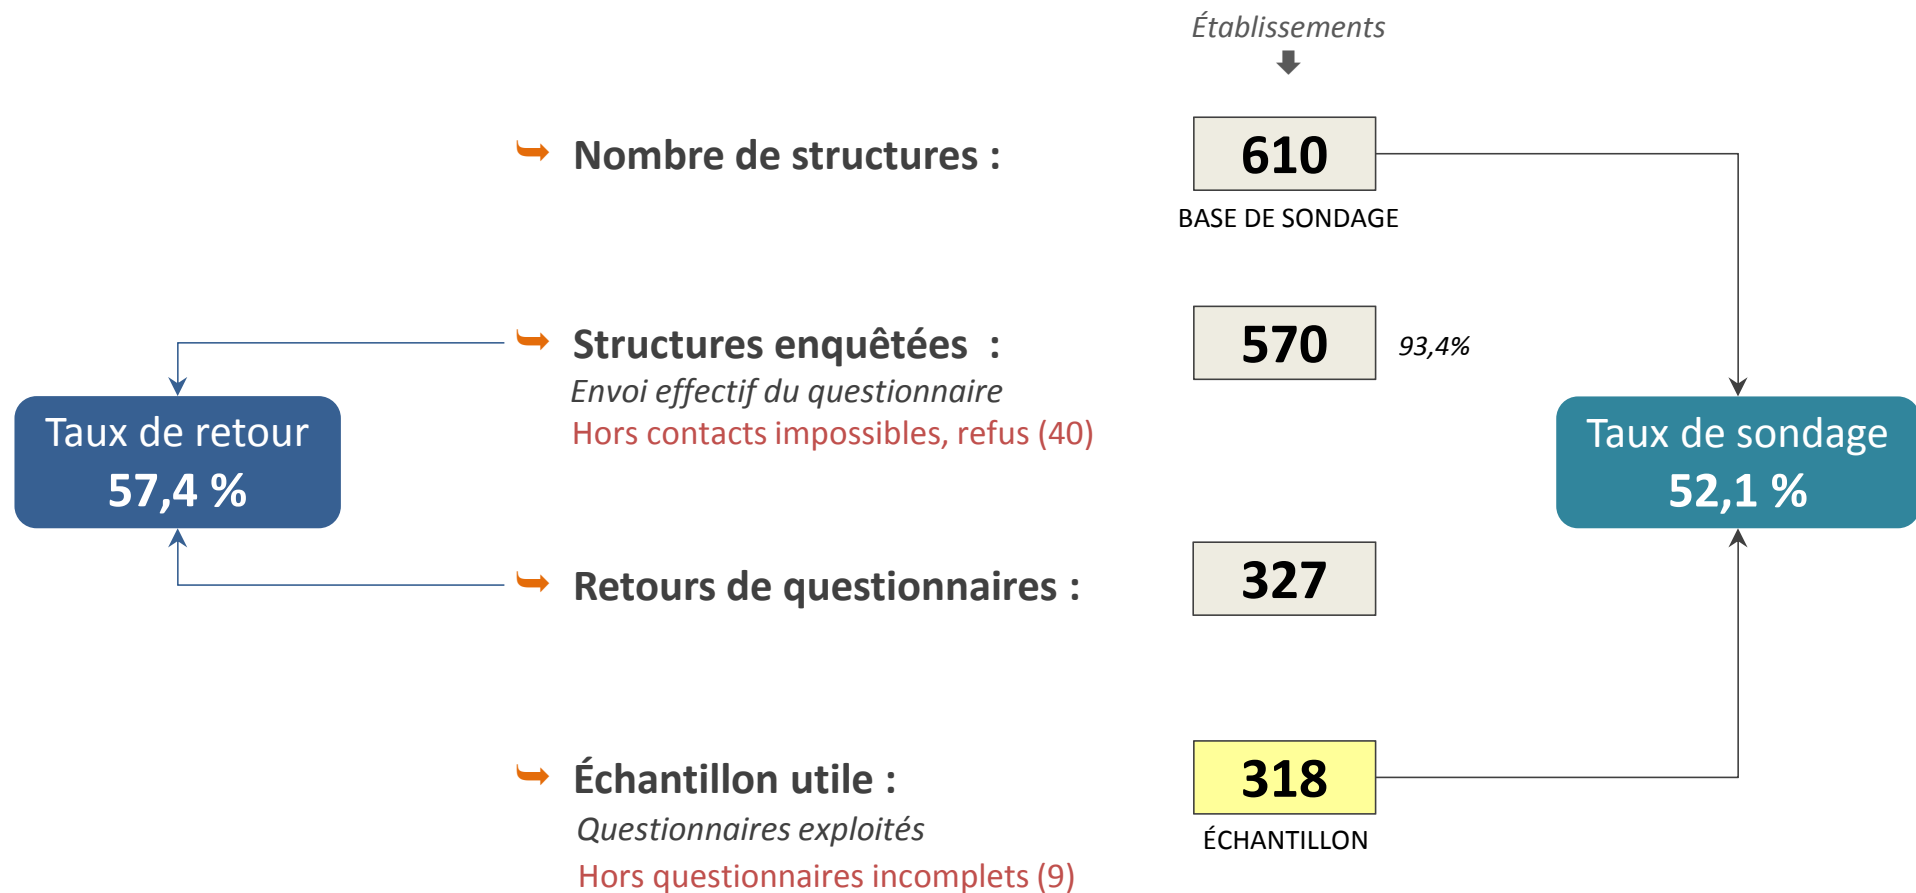 Établissements
Nombre de structures :
610
BASE DE SONDAGE
Structures enquêtées :
570
93,4%
Envoi effectif du questionnaire
Hors contacts impossibles, refus (40)
Taux de retour
57,4 %
Taux de sondage
52,1 %
Retours de questionnaires :
327
Échantillon utile :
318
Questionnaires exploités
ÉCHANTILLON
Hors questionnaires incomplets (9)